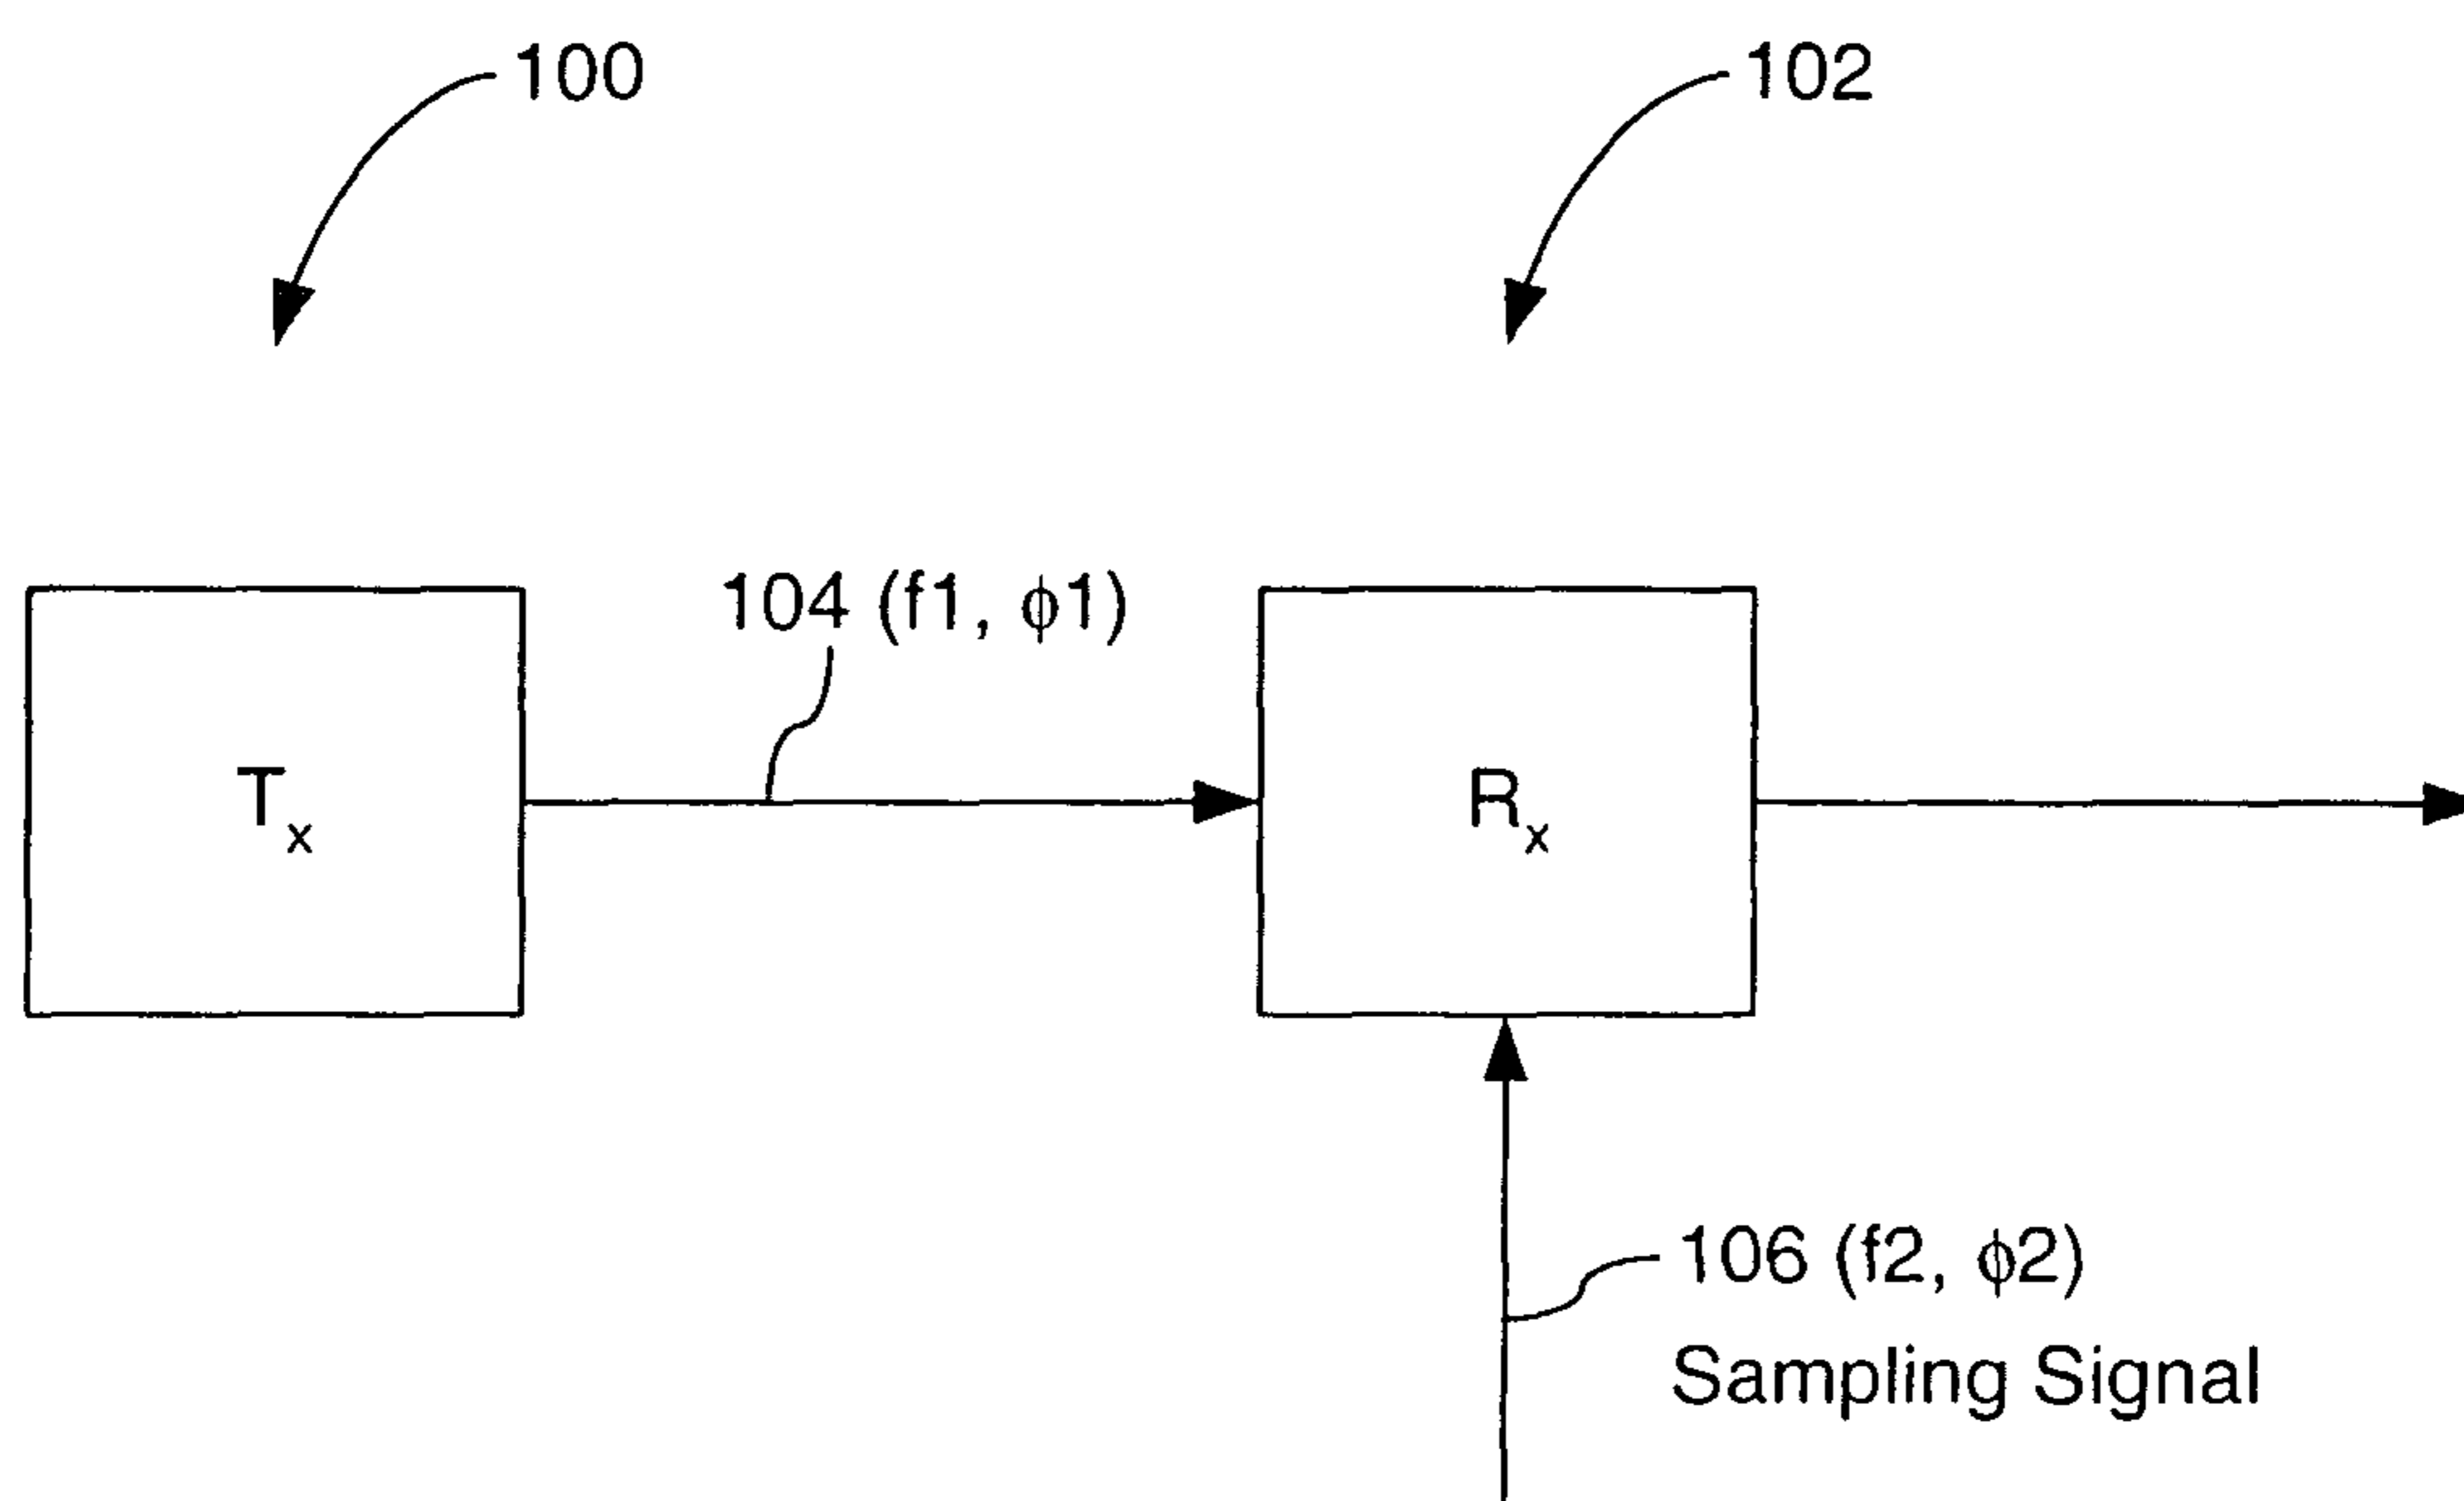 100
102
104 (f1, ϕ1)
Tx
Rx
106 (f2, ϕ2)
Sampling Signal